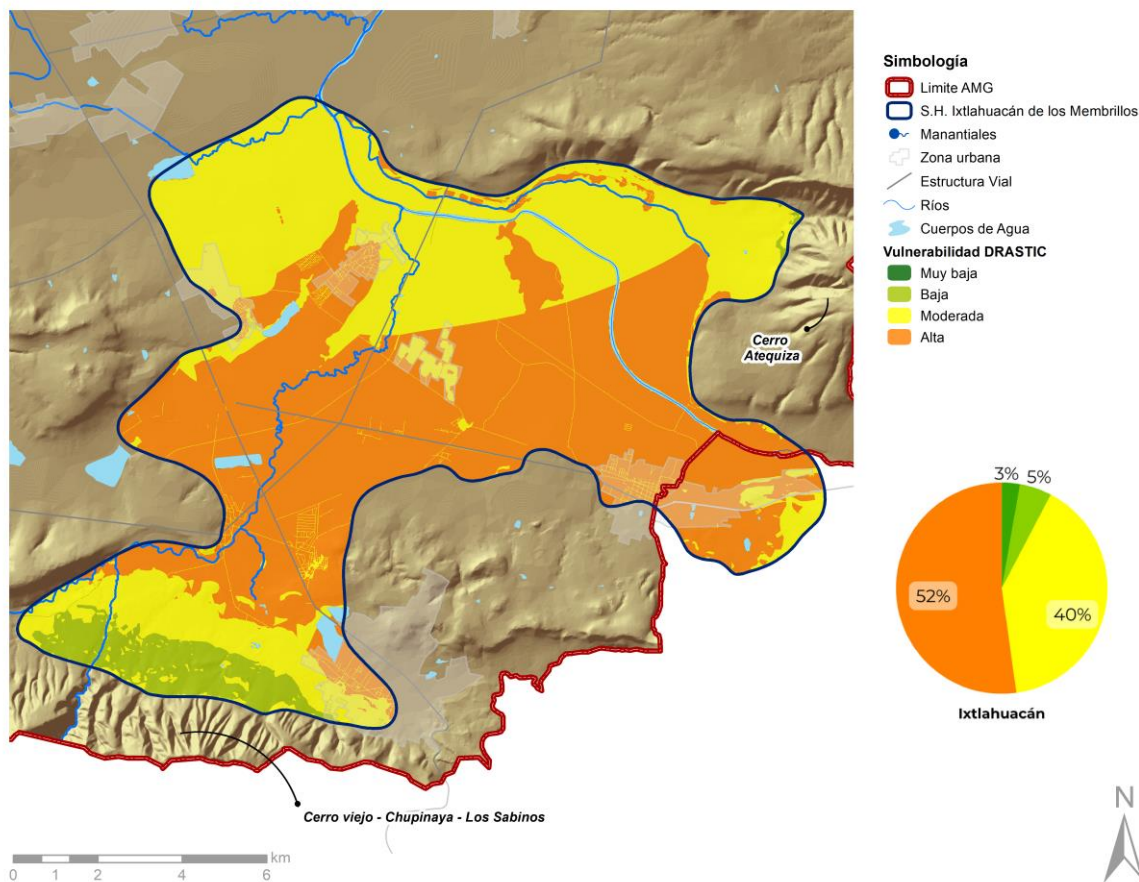 Simbología
Limite AMG
S.H. Ixtlahuacán de los Membrillos
Manantiales
Zona urbana
Estructura Vial
Ríos
Cuerpos de Agua
Vulnerabilidad DRASTIC
Muy baja
Baja
Moderada
Alta
Cerro
Atequiza
3%
5%
52%
40%
Ixtlahuacán
Cerro viejo - Chupinaya - Los Sabinos
N
km
0 1 2 4 6